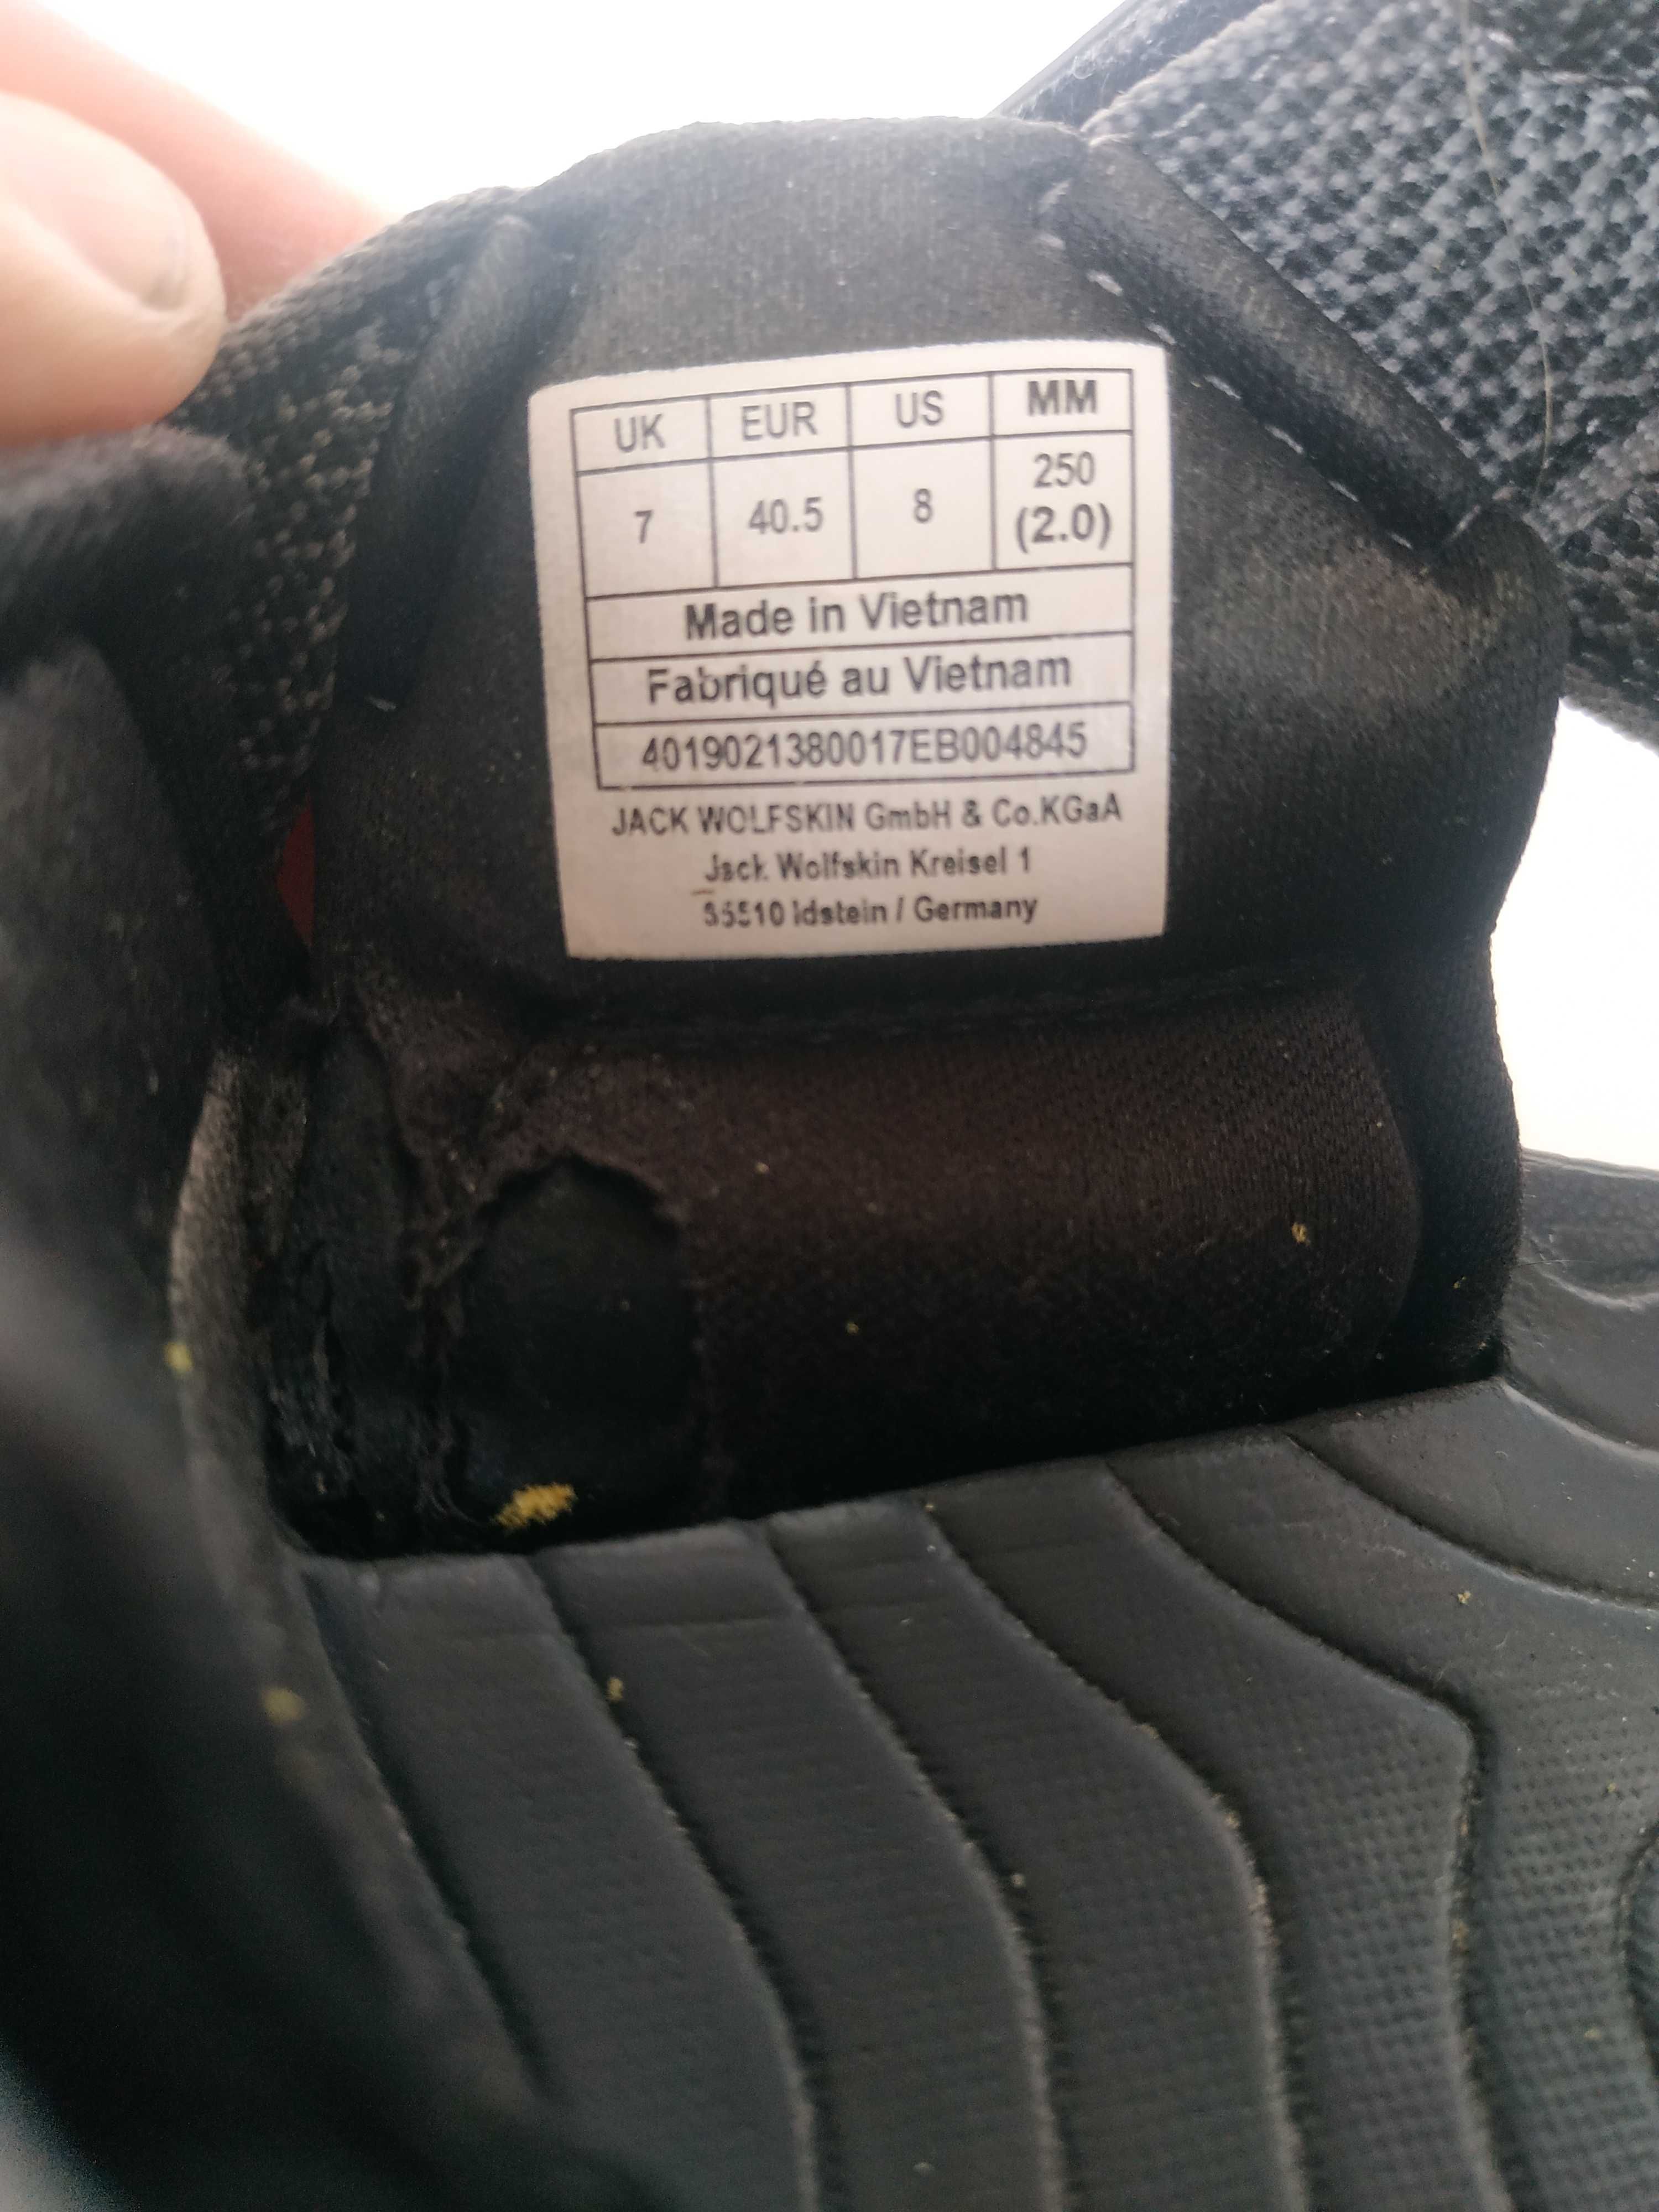 UK EUR US MM
7 40.5 8 250
(2.0)
Made in Vietnam
Fabriqué au Vietnam
4019021380017EB004845
JACK WOLFSKIN GmbH & Co.KGaA
Jack Wolfskin Kreisel 1
Idstein / Germany